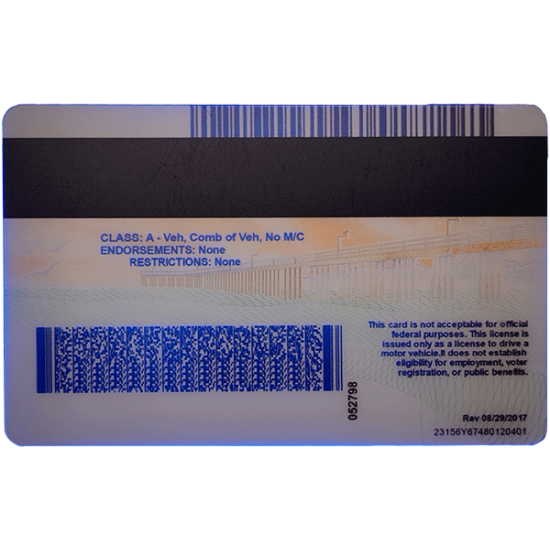 CLASS: A - Veh, Comb of Veh, No M/C
ENDORSEMENTS: None
RESTRICTIONS: None
This card is not acceptable for official
federal purposes. This license is
issued only as a license to drive a
motor vehicle.It does not establish
eligibility for employment, voter
registration, or public benefits.
052798
Rev 08/29/2017
23156Y67480120401